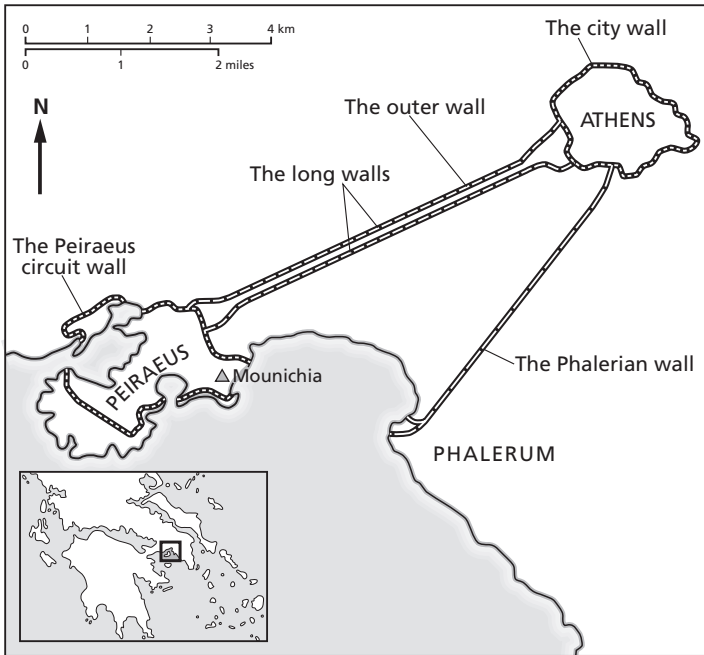 0 1 2 3 4 km
0 1 2 miles
N
The city wall
ATHENS
The outer wall
The long walls
The Peiraeus
circuit wall
PEIRAEUS
Mounichia
The Phalerian wall
PHALERUM